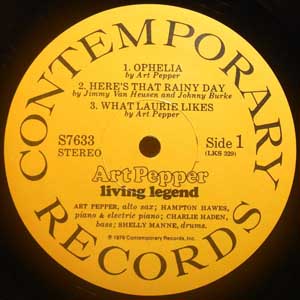 CONTEMPORARY
1. OPHELIA
by Art Pepper
2. HERE'S THAT RAINY DAY
by Jimmy Van Heusen and Johnny Burke
3. WHAT LAURIE LIKES
by Art Pepper
S7633
STEREO
Side 1
(LKS 329)
Art Pepper
living legend
ART PEPPER, alto sax; HAMPTON HAWES,
piano & electric piano; CHARLIE HADEN,
bass; SHELLY MANNE, drums.
℗ 1976 Contemporary Records, Inc.
RECORDS